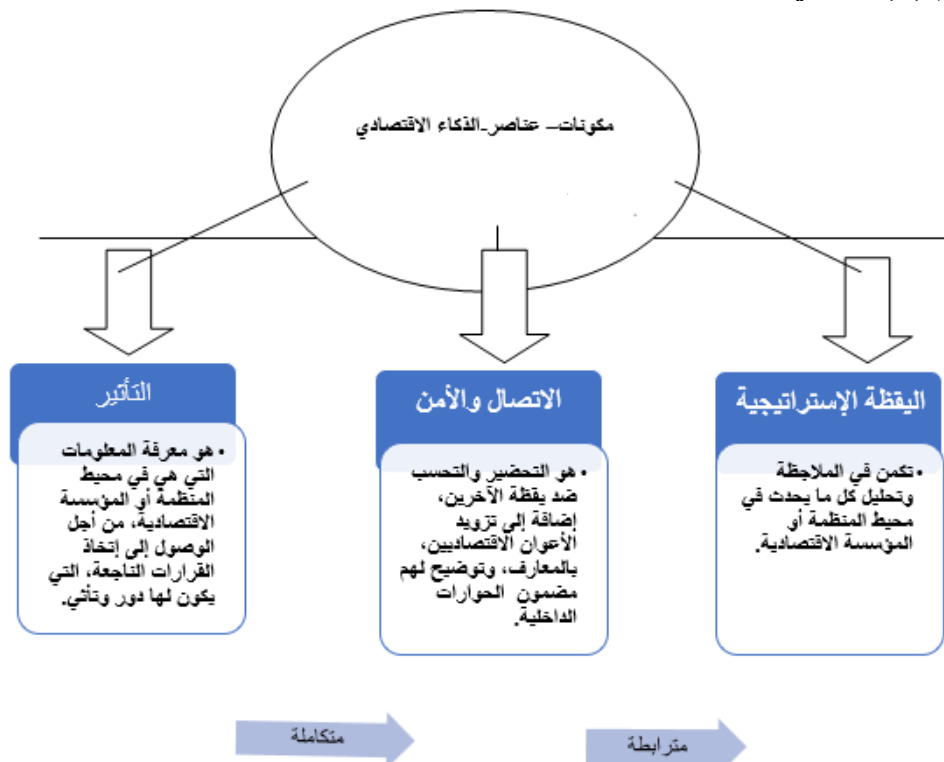 مكونات– عناصر-الذكاء الاقتصادي
اليقظة الإستراتيجية
• تكمن في الملاجظة
وتحليل كل ما يحدث في
محيط المنظمة أو
المؤسسة الاقتصادية.
الاتصال والأمن
• هو التحضير والتحسب
ضد يقظة الآخرين،
إضافة إلى تزويد
الأعوان الاقتصاديين،
بالمعارف، وتوضيح لهم
مضمون الحوارات
الداخلية.
التأثير
• هو معرفة المعلومات
التي هي في محيط
المنظمة أو المؤسسة
الاقتصادية، من أجل
الوصول إلى إتخاذ
القرارات الناجعة، التي
يكون لها دور وتأثي.
مترابطة
متكاملة